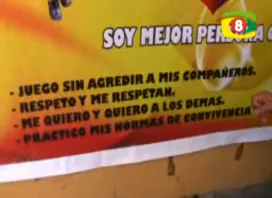 SOY MEJOR PERSONA
8
- JUEGO SIN AGREDIR A MIS COMPAÑEROS.
- RESPETO Y ME RESPETAN.
- ME QUIERO Y QUIERO A LOS DEMAS.
- PRACTICO MIS NORMAS DE CONVIVENCIA